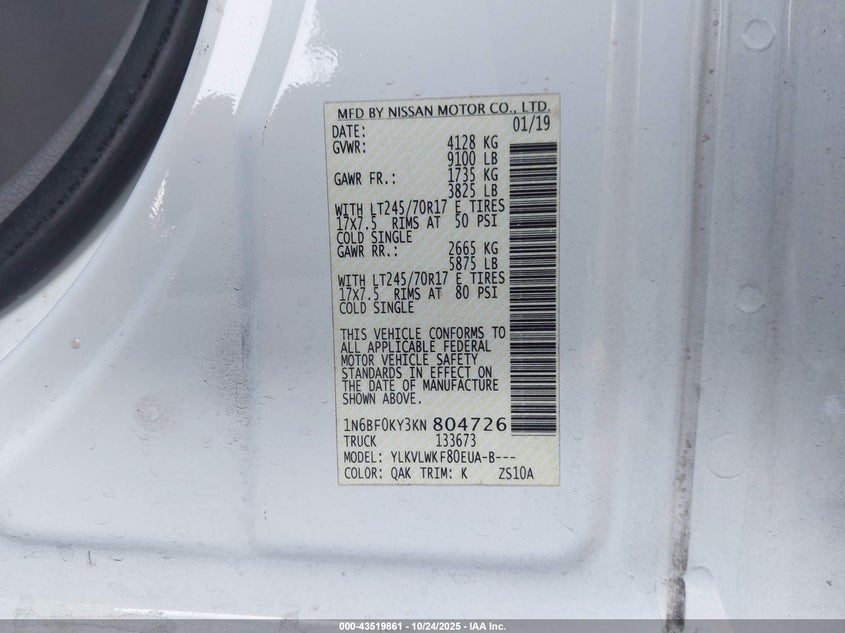 MFD BY NISSAN MOTOR CO., LTD.
DATE: 01/19
GVWR: 4128 KG
9100 LB
GAWR FR.: 1735 KG
3825 LB
WITH LT245/70R17 E TIRES
17X7.5 RIMS AT 50 PSI
COLD SINGLE
GAWR RR.: 2665 KG
5875 LB
WITH LT245/70R17 E TIRES
17X7.5 RIMS AT 80 PSI
COLD SINGLE
THIS VEHICLE CONFORMS TO
ALL APPLICABLE FEDERAL
MOTOR VEHICLE SAFETY
STANDARDS IN EFFECT ON
THE DATE OF MANUFACTURE
SHOWN ABOVE.
1N6BF0KY3KN 804726
TRUCK 133673
MODEL: YLKVLWKF80EUA-B---
COLOR: QAK TRIM: K ZS10A
000-43519861 - 10/24/2025 - IAA Inc.